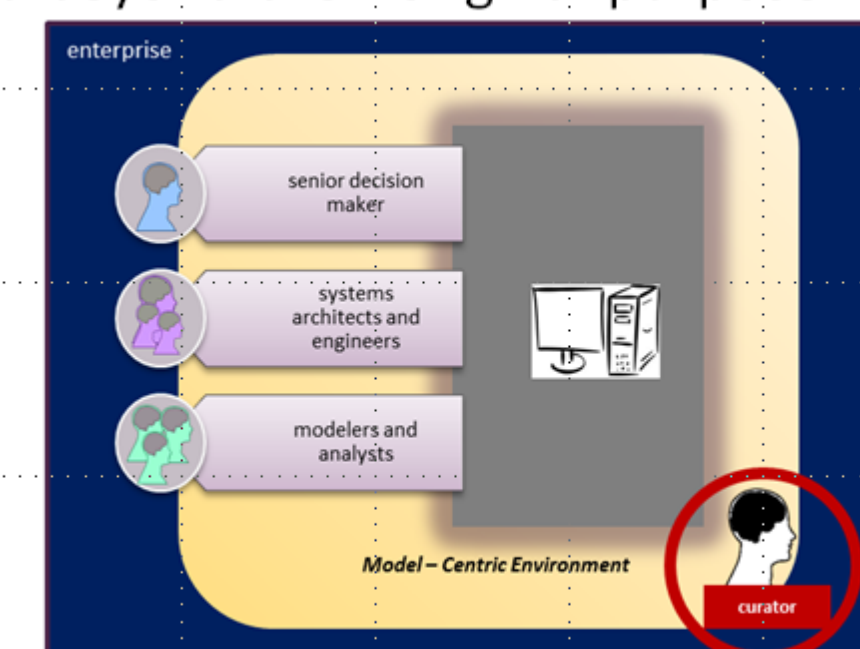 enterprise
senior decision
maker
systems
architects and
engineers
modelers and
analysts
Model – Centric Environment
curator